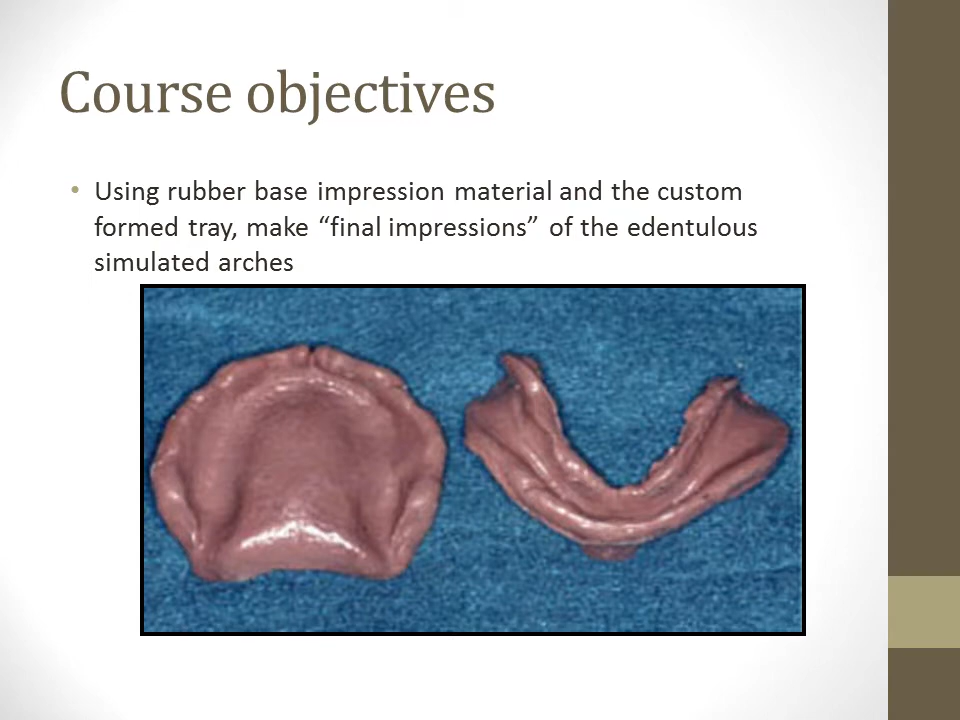 Course objectives
• Using rubber base impression material and the custom
formed tray, make “final impressions” of the edentulous
simulated arches